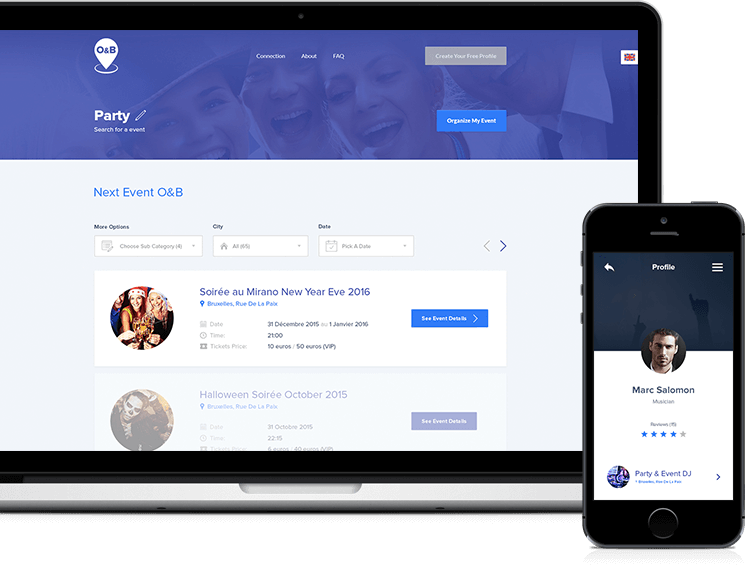 O&B
Connection
About
FAQ
Create Your Free Profile
Party
Search for a event
Organize My Event
Next Event O&B
More Options
City
Date
Choose Sub Category (4)
All (65)
Pick A Date
Soirée au Mirano New Year Eve 2016
Bruxelles, Rue De La Paix
Date
31 Décembre 2015 au 1 Janvier 2016
Time:
21:00
Tickets Price:
10 euros / 50 euros (VIP)
See Event Details
Halloween Soirée October 2015
Bruxelles, Rue De La Paix
Date
31 Octobre 2015
Time
22:15
Tickets Price:
6 euros / 40 euros (VIP)
See Event Details
Profile
Marc Salomon
Musician
Reviews (15)
Party & Event DJ
Bruxelles, Rue De La Paix